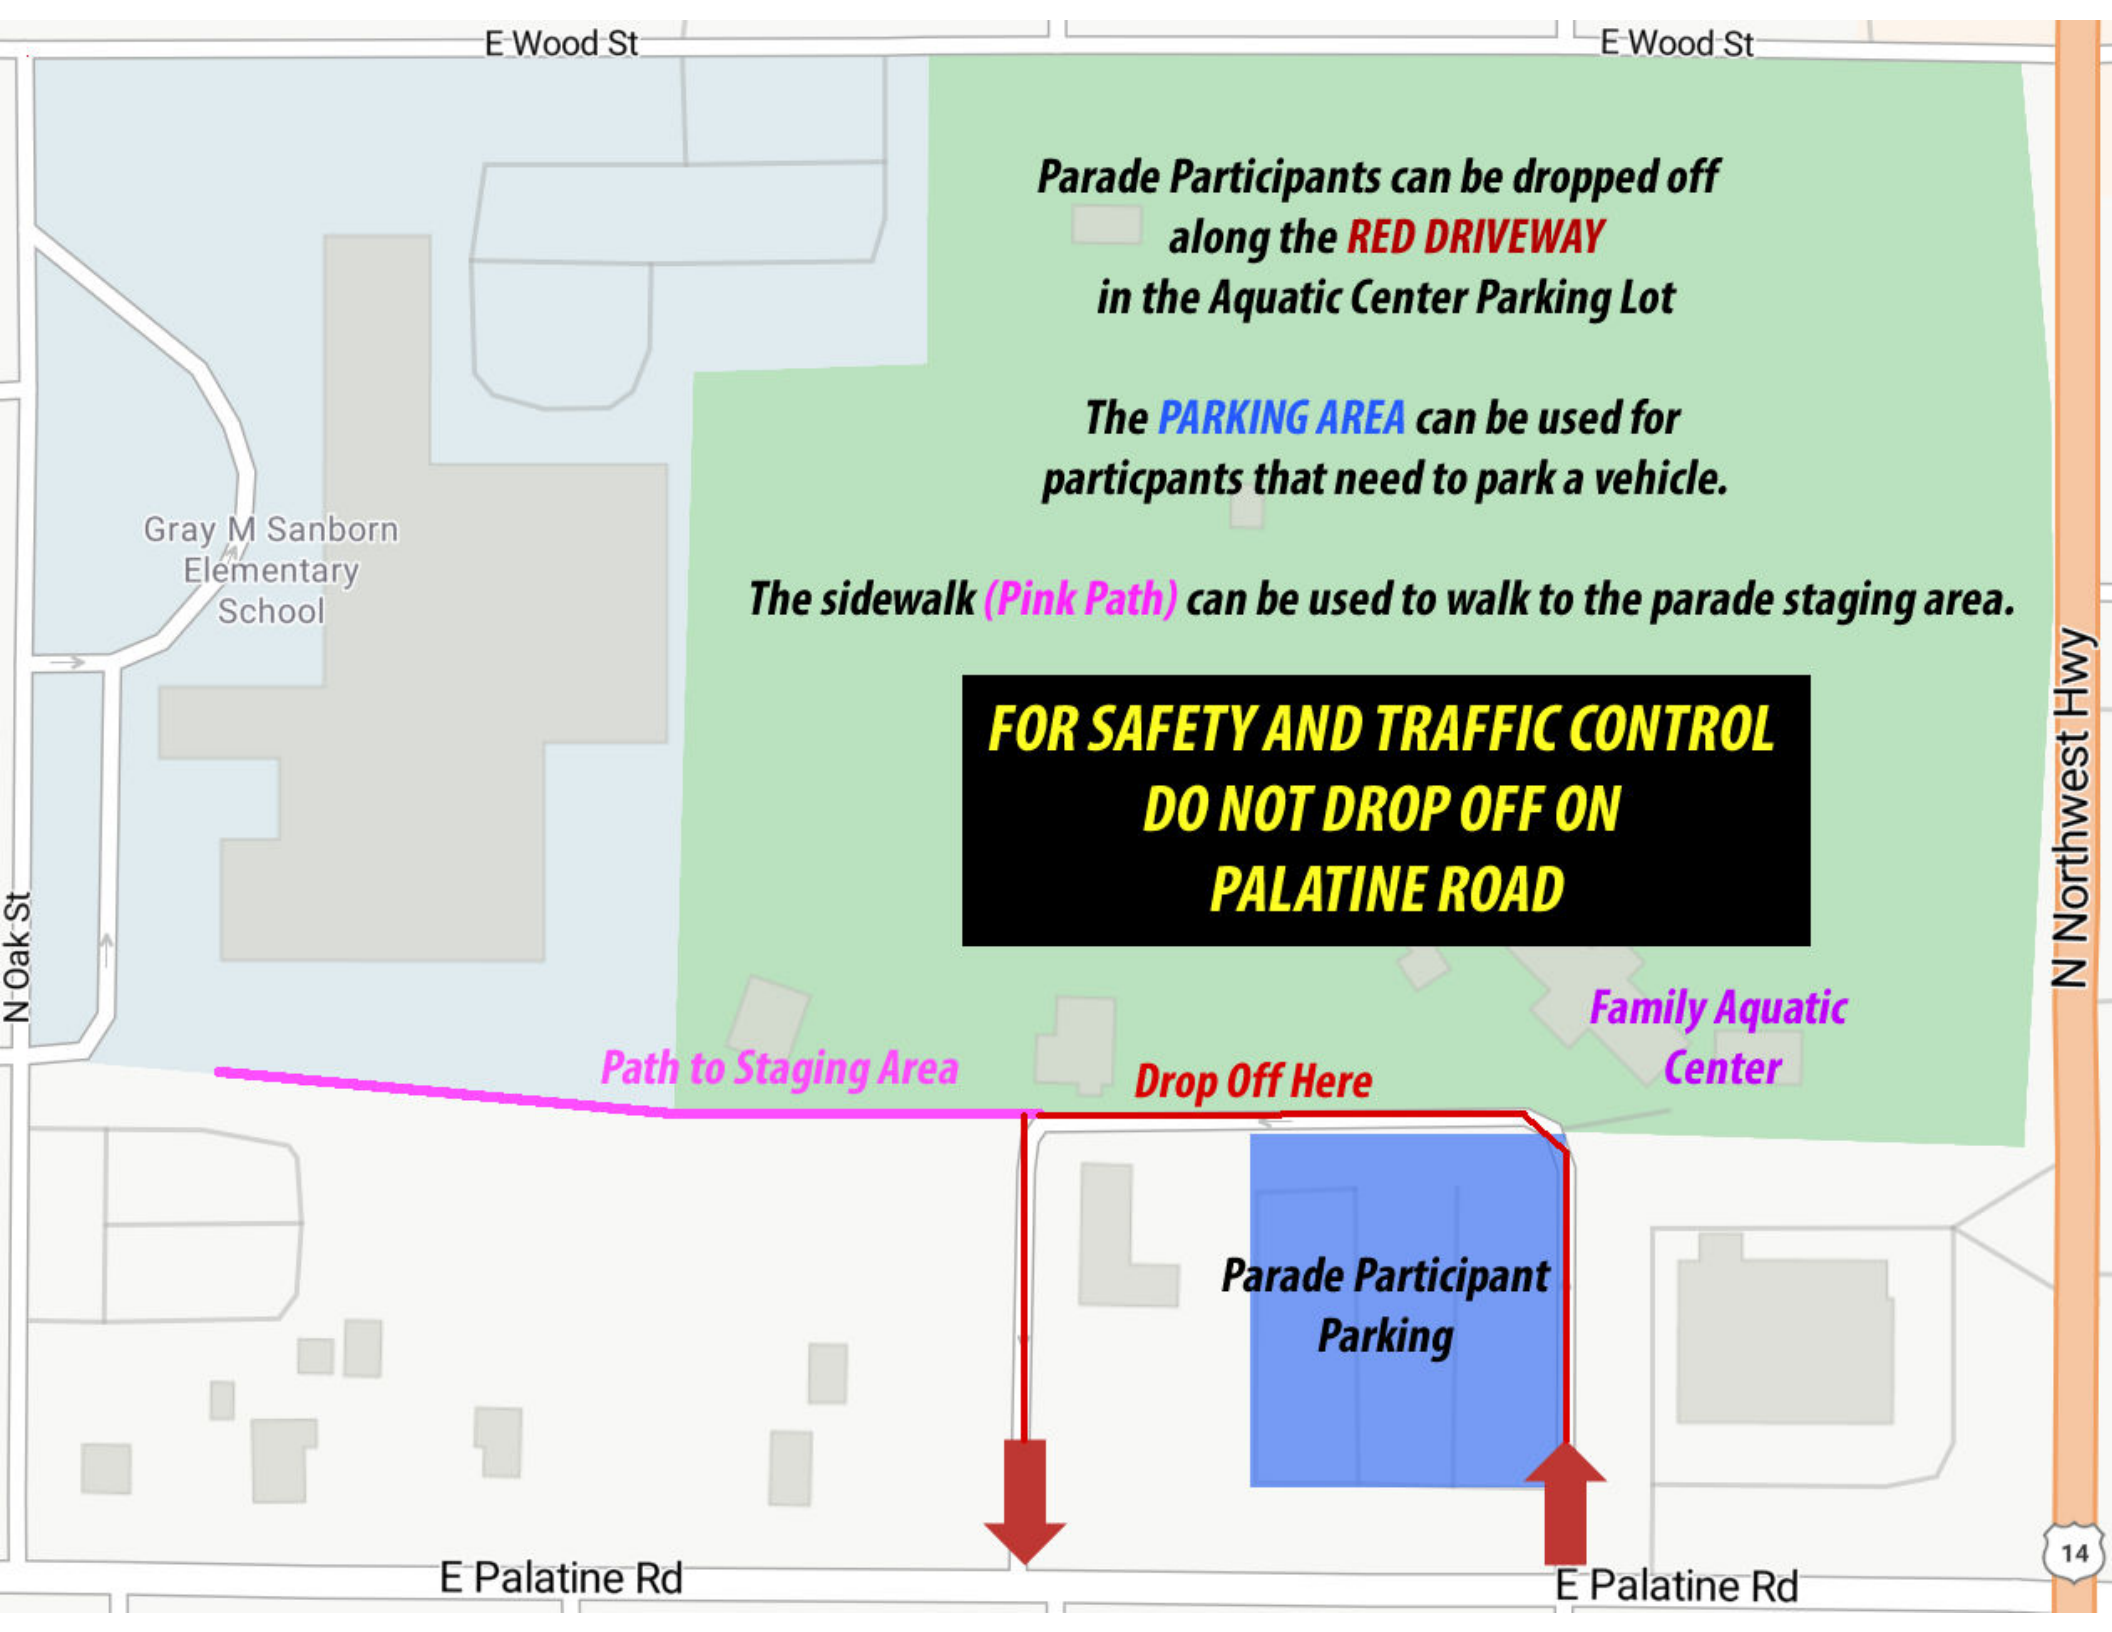 E Wood St
E Wood St
Parade Participants can be dropped off
along the RED DRIVEWAY
in the Aquatic Center Parking Lot
The PARKING AREA can be used for
particpants that need to park a vehicle.
The sidewalk (Pink Path) can be used to walk to the parade staging area.
Gray M Sanborn
Elementary
School
FOR SAFETY AND TRAFFIC CONTROL
DO NOT DROP OFF ON
PALATINE ROAD
N Northwest Hwy
N Oak St
Family Aquatic
Center
Path to Staging Area
Drop Off Here
Parade Participant
Parking
14
E Palatine Rd
E Palatine Rd